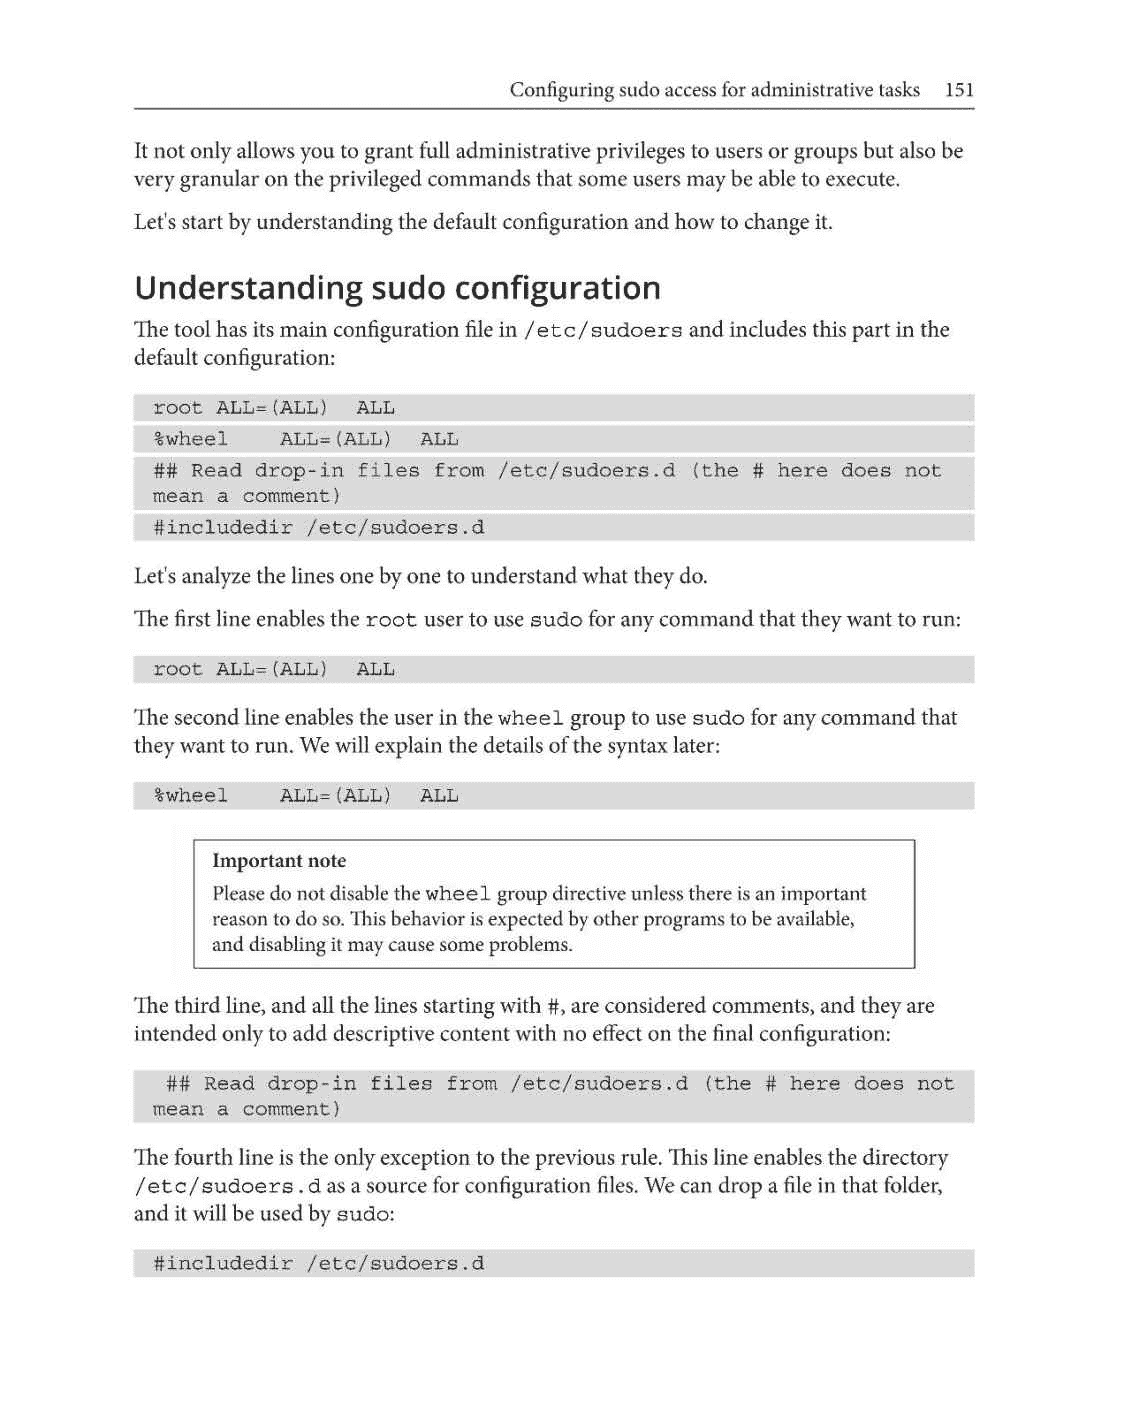 Configuring sudo access for administrative tasks 151
It not only allows you to grant full administrative privileges to users or groups but also be
very granular on the privileged commands that some users may be able to execute.
Let's start by understanding the default configuration and how to change it.
Understanding sudo configuration
The tool has its main configuration file in /etc/sudoers and includes this part in the
default configuration:
root ALL=(ALL) ALL
%wheel ALL=(ALL) ALL
## Read drop-in files from /etc/sudoers.d (the # here does not
mean a comment)
#includedir /etc/sudoers.d
Let's analyze the lines one by one to understand what they do.
The first line enables the root user to use sudo for any command that they want to run:
root ALL=(ALL) ALL
The second line enables the user in the wheel group to use sudo for any command that
they want to run. We will explain the details of the syntax later:
%wheel ALL=(ALL) ALL
Important note
Please do not disable the wheel group directive unless there is an important
reason to do so. This behavior is expected by other programs to be available,
and disabling it may cause some problems.
The third line, and all the lines starting with #, are considered comments, and they are
intended only to add descriptive content with no effect on the final configuration:
## Read drop-in files from /etc/sudoers.d (the # here does not
mean a comment)
The fourth line is the only exception to the previous rule. This line enables the directory
/etc/sudoers.d as a source for configuration files. We can drop a file in that folder,
and it will be used by sudo:
#includedir /etc/sudoers.d